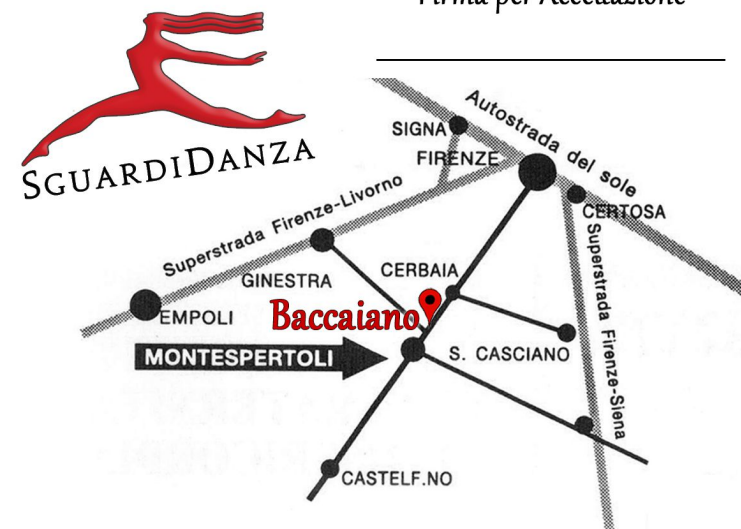 Firma per Accettazione
SGUARDIDANZA
Autostrada del sole
SIGNA
FIRENZE
CERTOSA
Superstrada Firenze-Livorno
Superstrada Firenze-Siena
GINESTRA
CERBAIA
EMPOLI
Baccaiano
MONTESPERTOLI
S. CASCIANO
CASTELF.NO